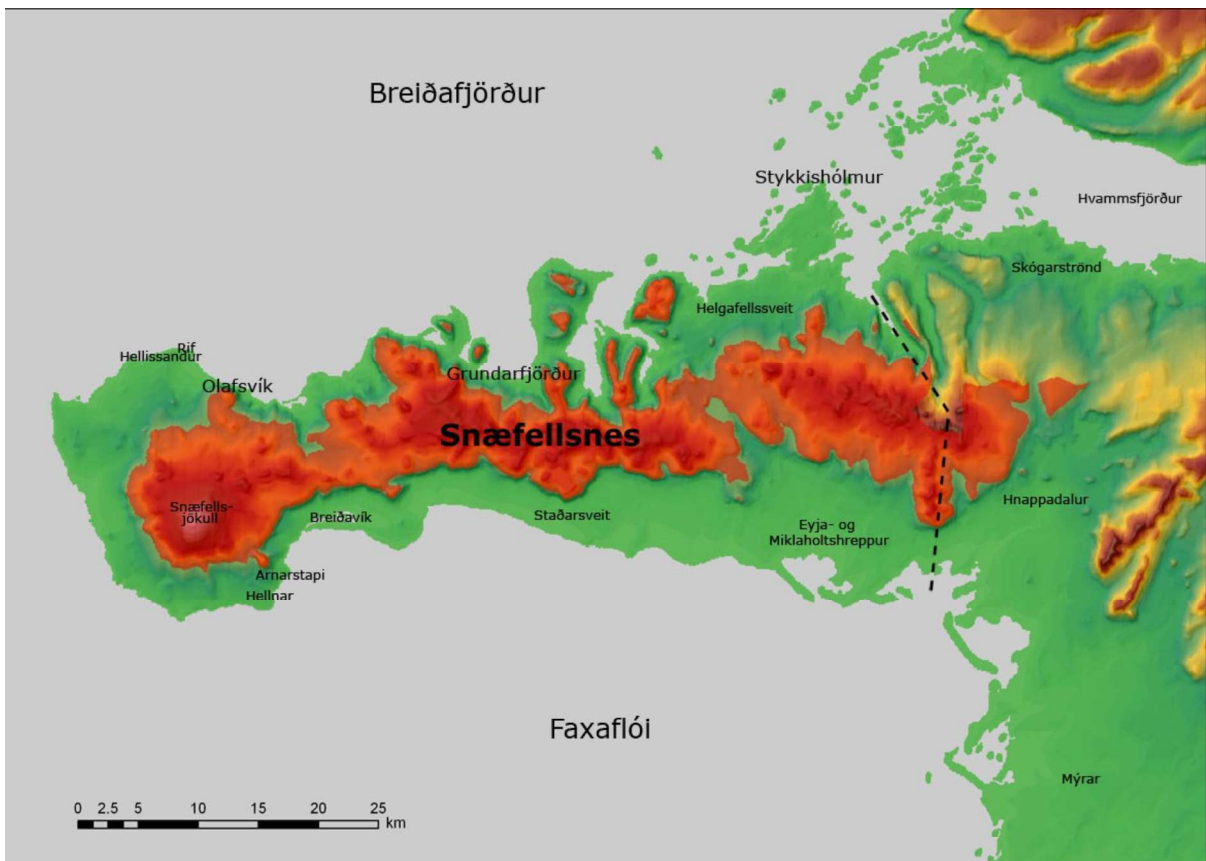 Breiðafjörður
Stykkishólmur
Hvammsfjörður
Skógarströnd
Helgafellssveit
Rif
Hellissandur
Olafsvík
Grundarfjörður
Snæfellsnes
Snæfells-
jökull
Breiðavík
Staðarsveit
Hnappadalur
Eyja- og
Miklaholtshreppur
Arnarstapi
Hellnar
Faxaflói
Mýrar
0 2.5 5 10 15 20 25
km